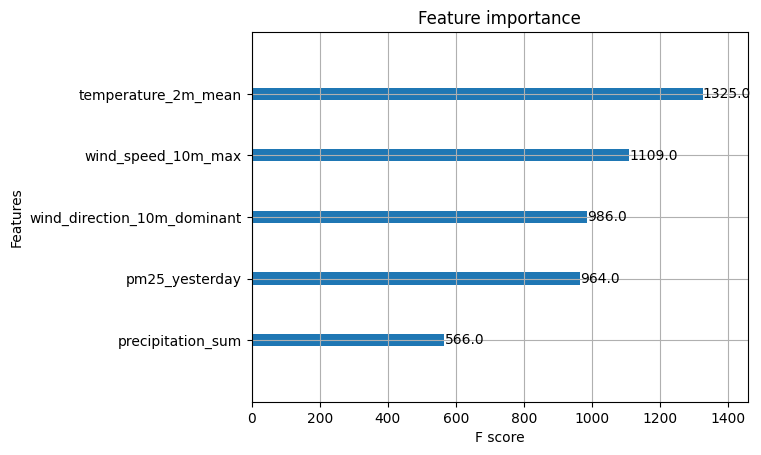 Feature importance
Features
temperature_2m_mean
1325.0
wind_speed_10m_max
1109.0
wind_direction_10m_dominant
986.0
pm25_yesterday
964.0
precipitation_sum
566.0
0 200 400 600 800 1000 1200 1400
F score